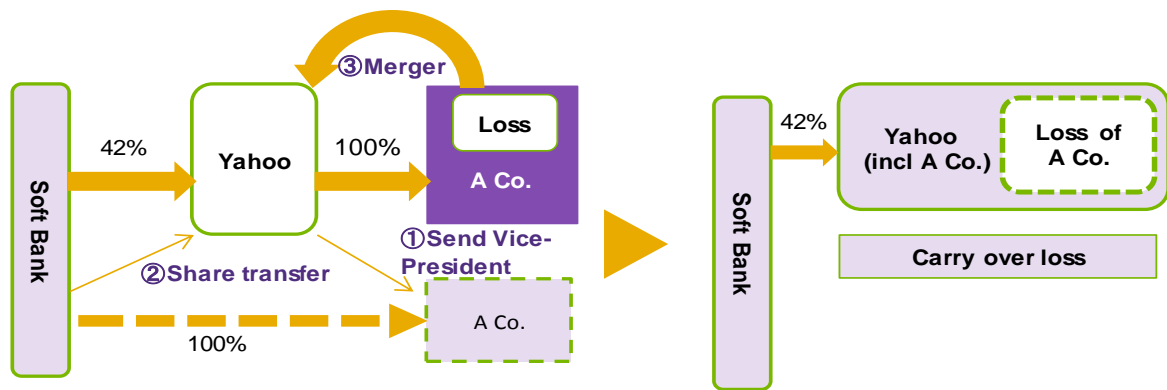 ③Merger
Loss
A Co.
42%
Yahoo
100%
Soft Bank
①Send Vice-
President
②Share transfer
A Co.
100%
42%
Soft Bank
Yahoo
(incl A Co.)
Loss of
A Co.
Carry over loss